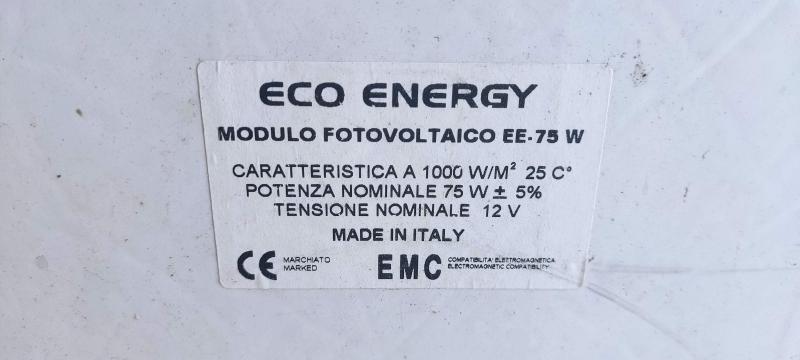 ECO ENERGY
MODULO FOTOVOLTAICO EE-75 W
CARATTERISTICA A 1000 W/M² 25 C°
POTENZA NOMINALE 75 W ± 5%
TENSIONE NOMINALE 12 V
MADE IN ITALY
CE MARCHIATO
MARKED
EMC COMPATIBILITA' ELETTROMAGNETICA
ELECTROMAGNETIC COMPATIBILITY